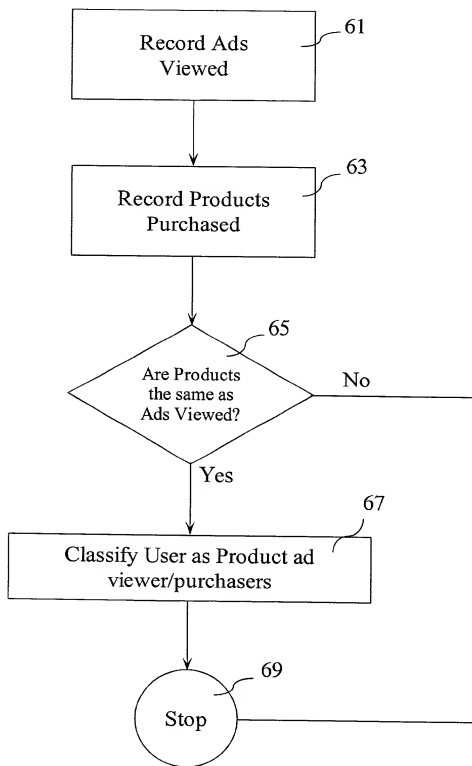 Record Ads
Viewed
61
Record Products
Purchased
63
Are Products
the same as
Ads Viewed?
65
No
Yes
Classify User as Product ad
viewer/purchasers
67
Stop
69